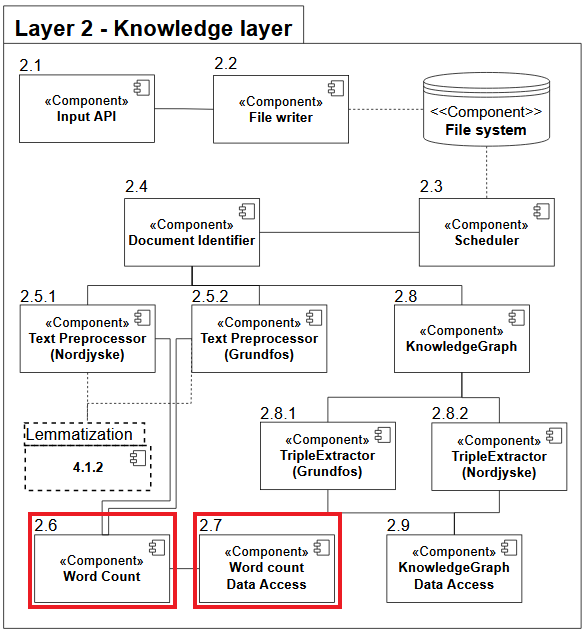 Layer 2 - Knowledge layer
2.1
«Component»
Input API
2.2
«Component»
File writer
<<Component>>
File system
2.4
«Component»
Document Identifier
2.3
«Component»
Scheduler
2.5.1
«Component»
Text Preprocessor
(Nordjyske)
2.5.2
«Component»
Text Preprocessor
(Grundfos)
2.8
«Component»
KnowledgeGraph
Lemmatization
4.1.2
2.8.1
«Component»
TripleExtractor
(Grundfos)
2.8.2
«Component»
TripleExtractor
(Nordjyske)
2.6
«Component»
Word Count
2.7
«Component»
Word count
Data Access
2.9
«Component»
KnowledgeGraph
Data Access